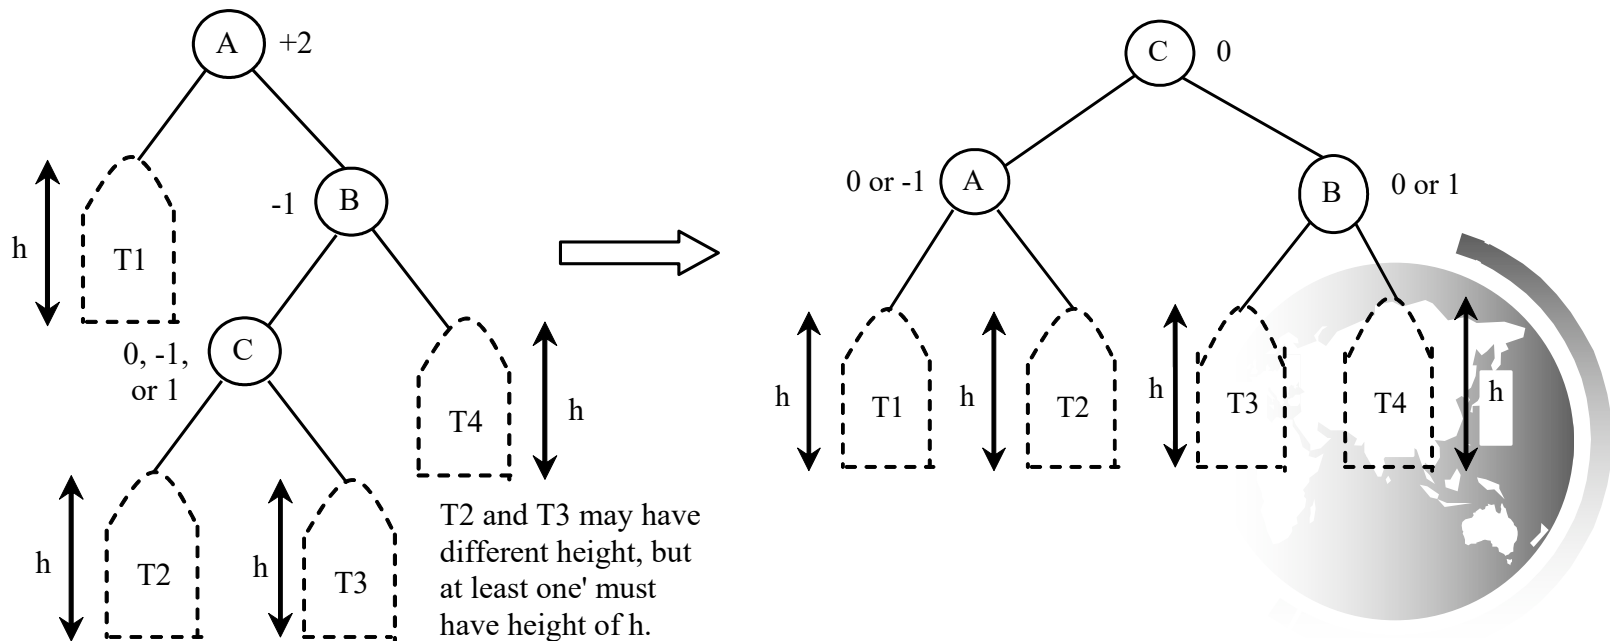 A
+2
C
0
h
T1
-1
B
0 or -1
A
B
0 or 1
0, -1,
or 1
C
T4
h
h
T1
h
T2
h
T3
T4
h
h
T2
h
T3
T2 and T3 may have
different height, but
at least one' must
have height of h.